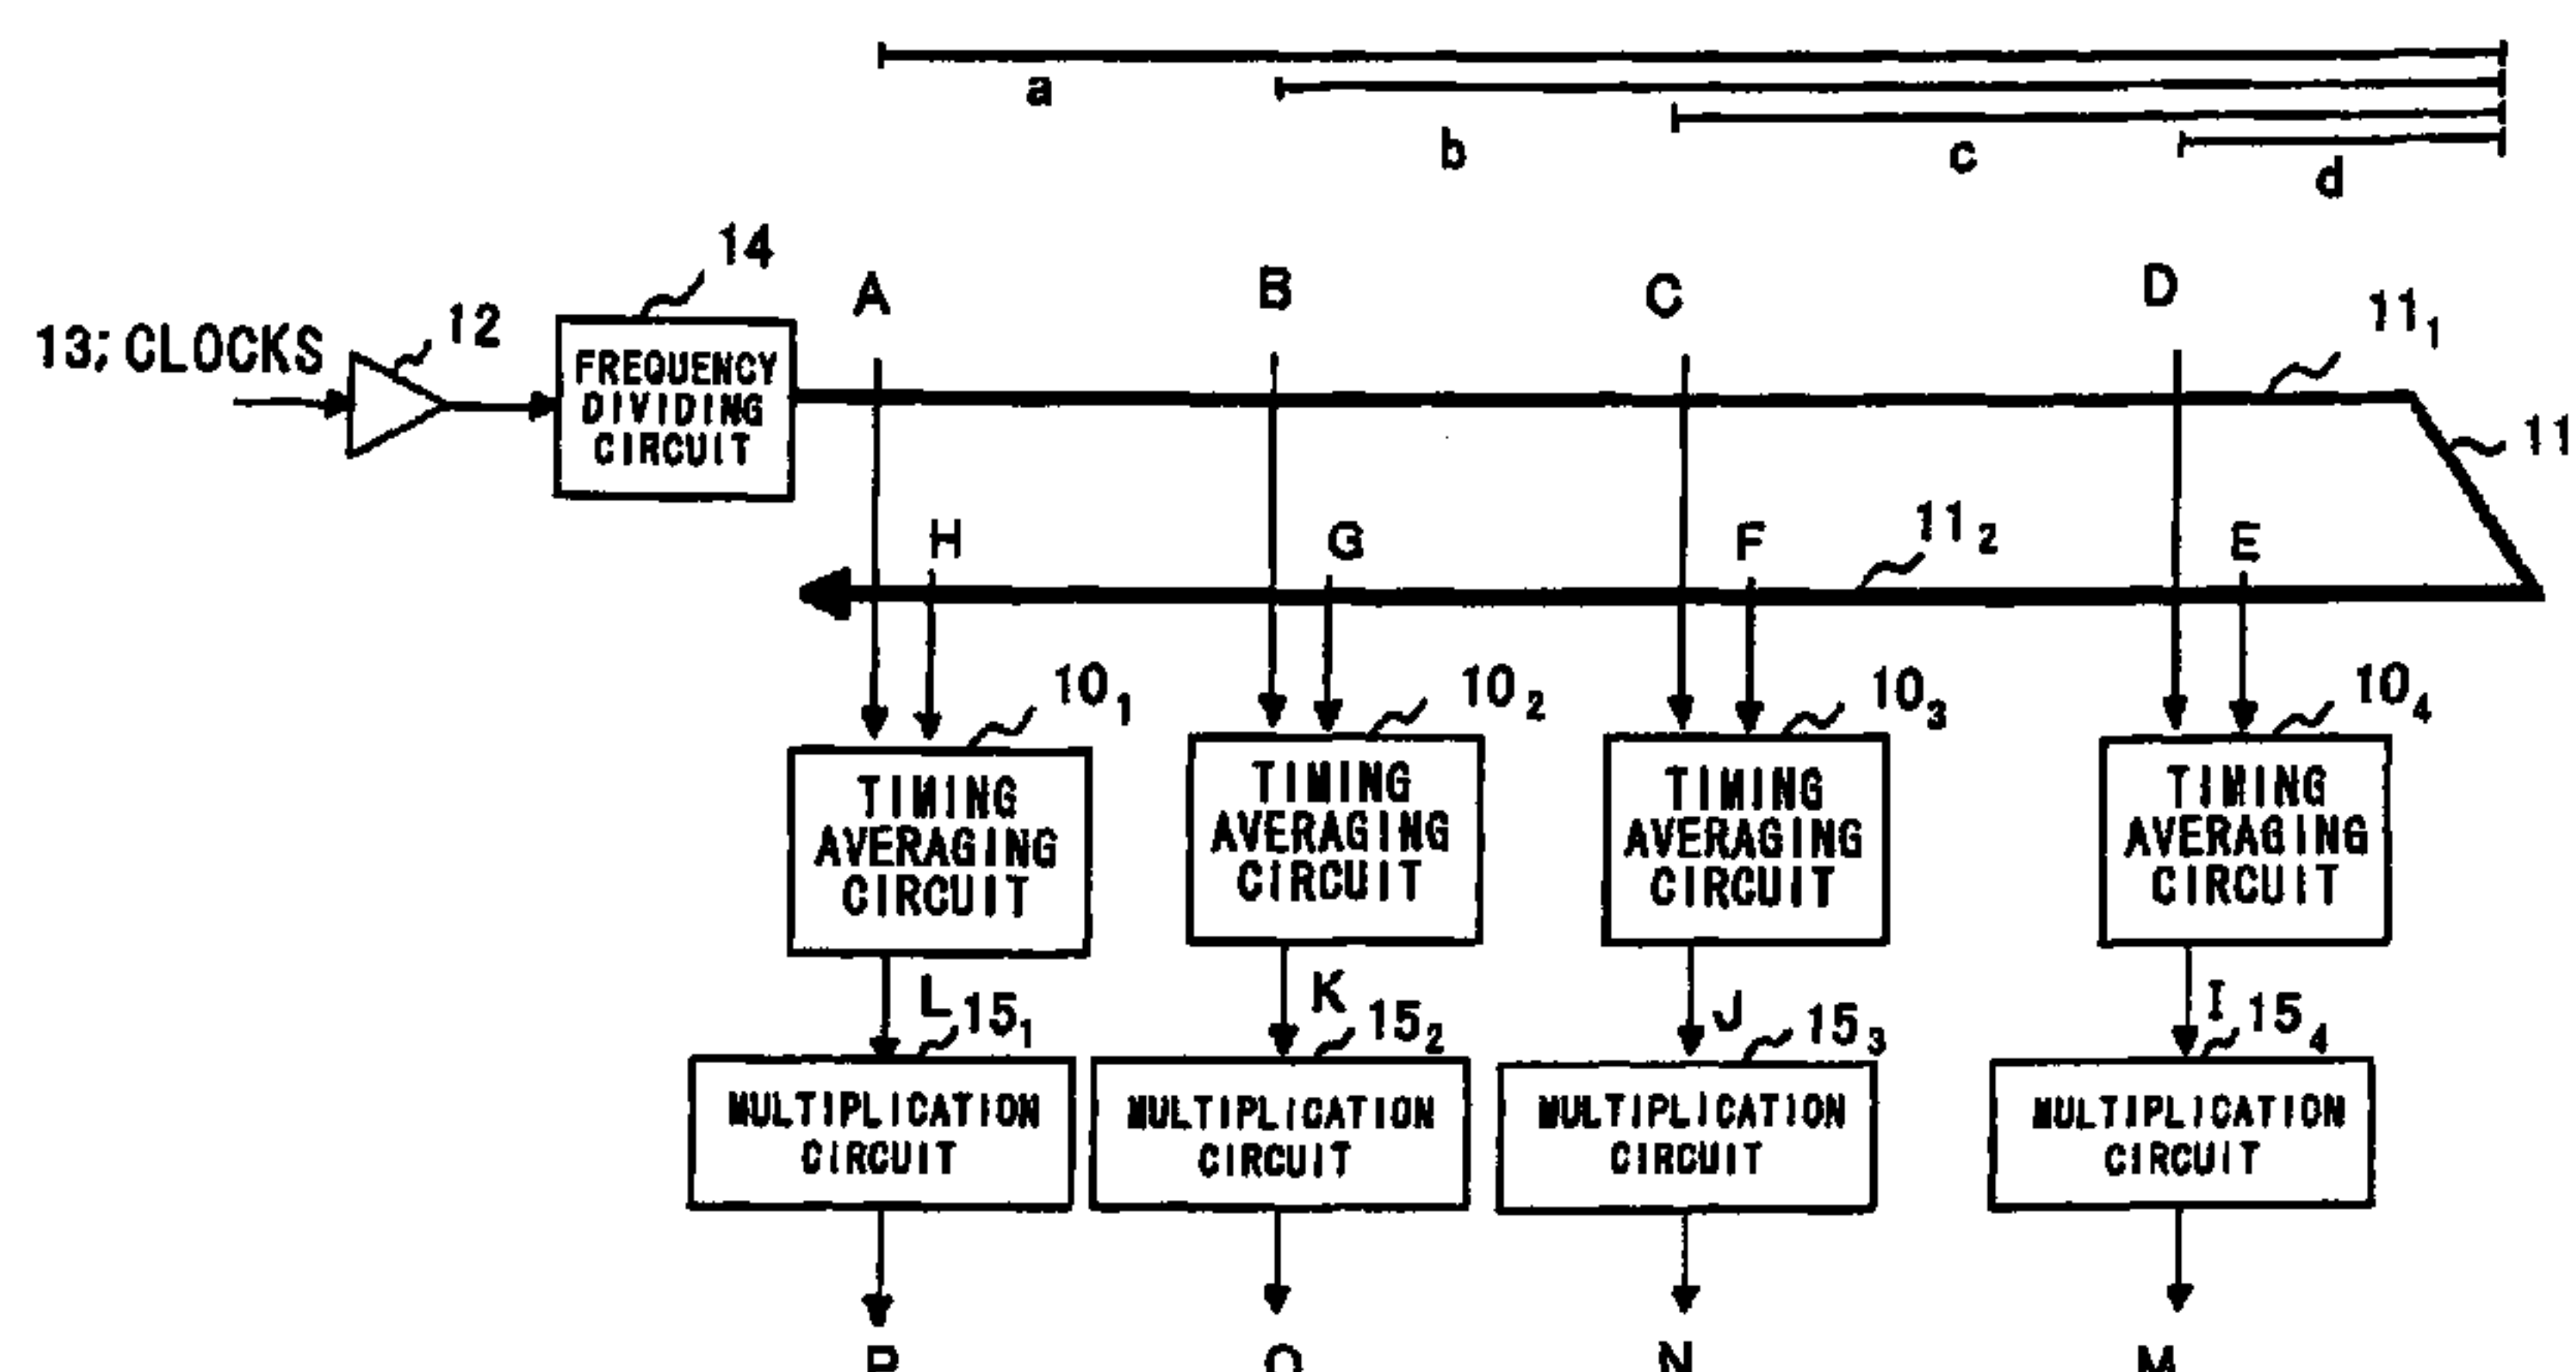 a
b
c
d
13; CLOCKS
12
14
FREQUENCY
DIVIDING
CIRCUIT
A
B
C
D
11₁
11
H
G
F
11₂
E
10₁
10₂
10₃
10₄
TIMING
AVERAGING
CIRCUIT
TIMING
AVERAGING
CIRCUIT
TIMING
AVERAGING
CIRCUIT
TIMING
AVERAGING
CIRCUIT
L
15₁
K
15₂
J
15₃
I
15₄
MULTIPLICATION
CIRCUIT
MULTIPLICATION
CIRCUIT
MULTIPLICATION
CIRCUIT
MULTIPLICATION
CIRCUIT
N
M